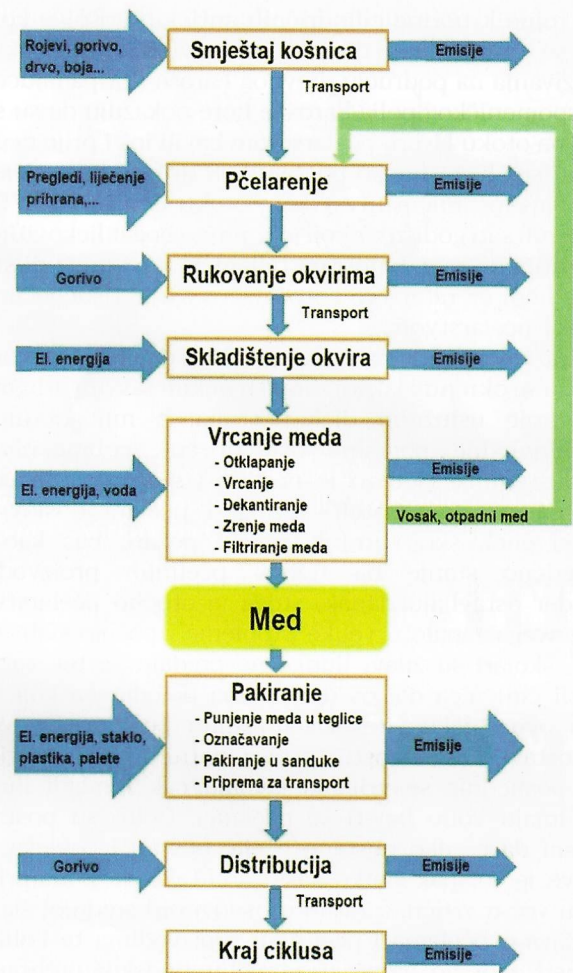 Rojevi, gorivo,
drvo, boja...
Smještaj košnica
Emisije
Transport
Pregledi, liječenje
prihrana,...
Pčelarenje
Emisije
Gorivo
Rukovanje okvirima
Emisije
Transport
El. energija
Skladištenje okvira
Emisije
El. energija, voda
Vrcanje meda
- Otklapanje
- Vrcanje
- Dekantiranje
- Zrenje meda
- Filtriranje meda
Emisije
Vosak, otpadni med
Med
El. energija, staklo,
plastika, palete
Pakiranje
- Punjenje meda u teglice
- Označavanje
- Pakiranje u sanduke
- Priprema za transport
Emisije
Gorivo
Distribucija
Emisije
Transport
Kraj ciklusa
Emisije